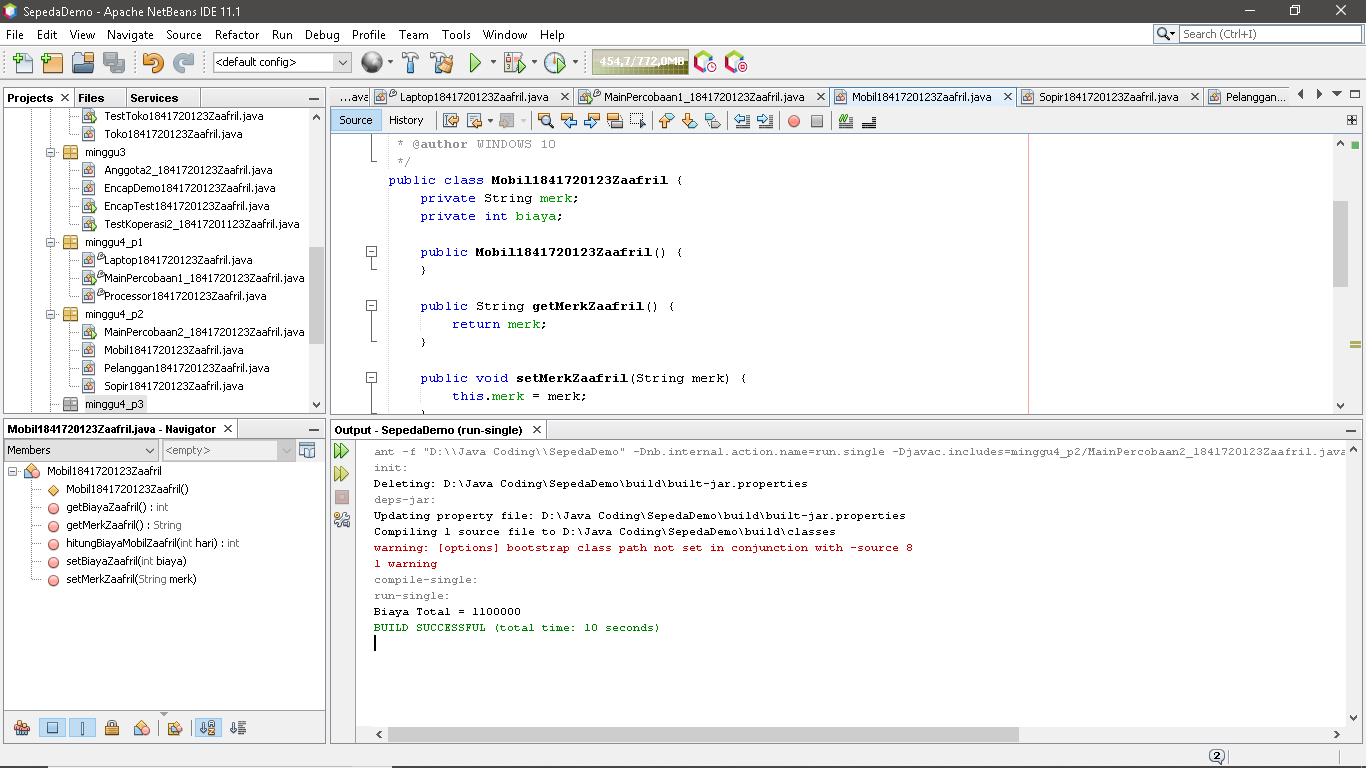 SepedaDemo - Apache NetBeans IDE 11.1
File Edit View Navigate Source Refactor Run Debug Profile Team Tools Window Help
Search (Ctrl+I)
<default config>
454,7/772,0MB
Projects Files Services
TestToko1841720123Zaafril.java
Toko1841720123Zaafril.java
minggu3
Anggota2_1841720123Zaafril.java
EncapDemo1841720123Zaafril.java
EncapTest1841720123Zaafril.java
TestKoperasi2_18417201123Zaafril.java
minggu4_p1
Laptop1841720123Zaafril.java
MainPercobaan1_1841720123Zaafril.java
Processor1841720123Zaafril.java
minggu4_p2
MainPercobaan2_1841720123Zaafril.java
Mobil1841720123Zaafril.java
Pelanggan1841720123Zaafril.java
Sopir1841720123Zaafril.java
minggu4_p3
...ava Laptop1841720123Zaafril.java MainPercobaan1_1841720123Zaafril.java Mobil1841720123Zaafril.java Sopir1841720123Zaafril.java Pelanggan...
Source History
* @author WINDOWS 10
*/
public class Mobil1841720123Zaafril {
private String merk;
private int biaya;
public Mobil1841720123Zaafril() {
}
public String getMerkZaafril() {
return merk;
}
public void setMerkZaafril(String merk) {
this.merk = merk;
Mobil1841720123Zaafril.java - Navigator
Members <empty>
Mobil1841720123Zaafril
Mobil1841720123Zaafril()
getBiayaZaafril() : int
getMerkZaafril() : String
hitungBiayaMobilZaafril(int hari) : int
setBiayaZaafril(int biaya)
setMerkZaafril(String merk)
Output - SepedaDemo (run-single)
ant -f "D:\\Java Coding\\SepedaDemo" -Dnb.internal.action.name=run.single -Djavac.includes=minggu4_p2/MainPercobaan2_1841720123Zaafril.java
init:
Deleting: D:\Java Coding\SepedaDemo\build\built-jar.properties
deps-jar:
Updating property file: D:\Java Coding\SepedaDemo\build\built-jar.properties
Compiling 1 source file to D:\Java Coding\SepedaDemo\build\classes
warning: [options] bootstrap class path not set in conjunction with -source 8
1 warning
compile-single:
run-single:
Biaya Total = 1100000
BUILD SUCCESSFUL (total time: 10 seconds)
2